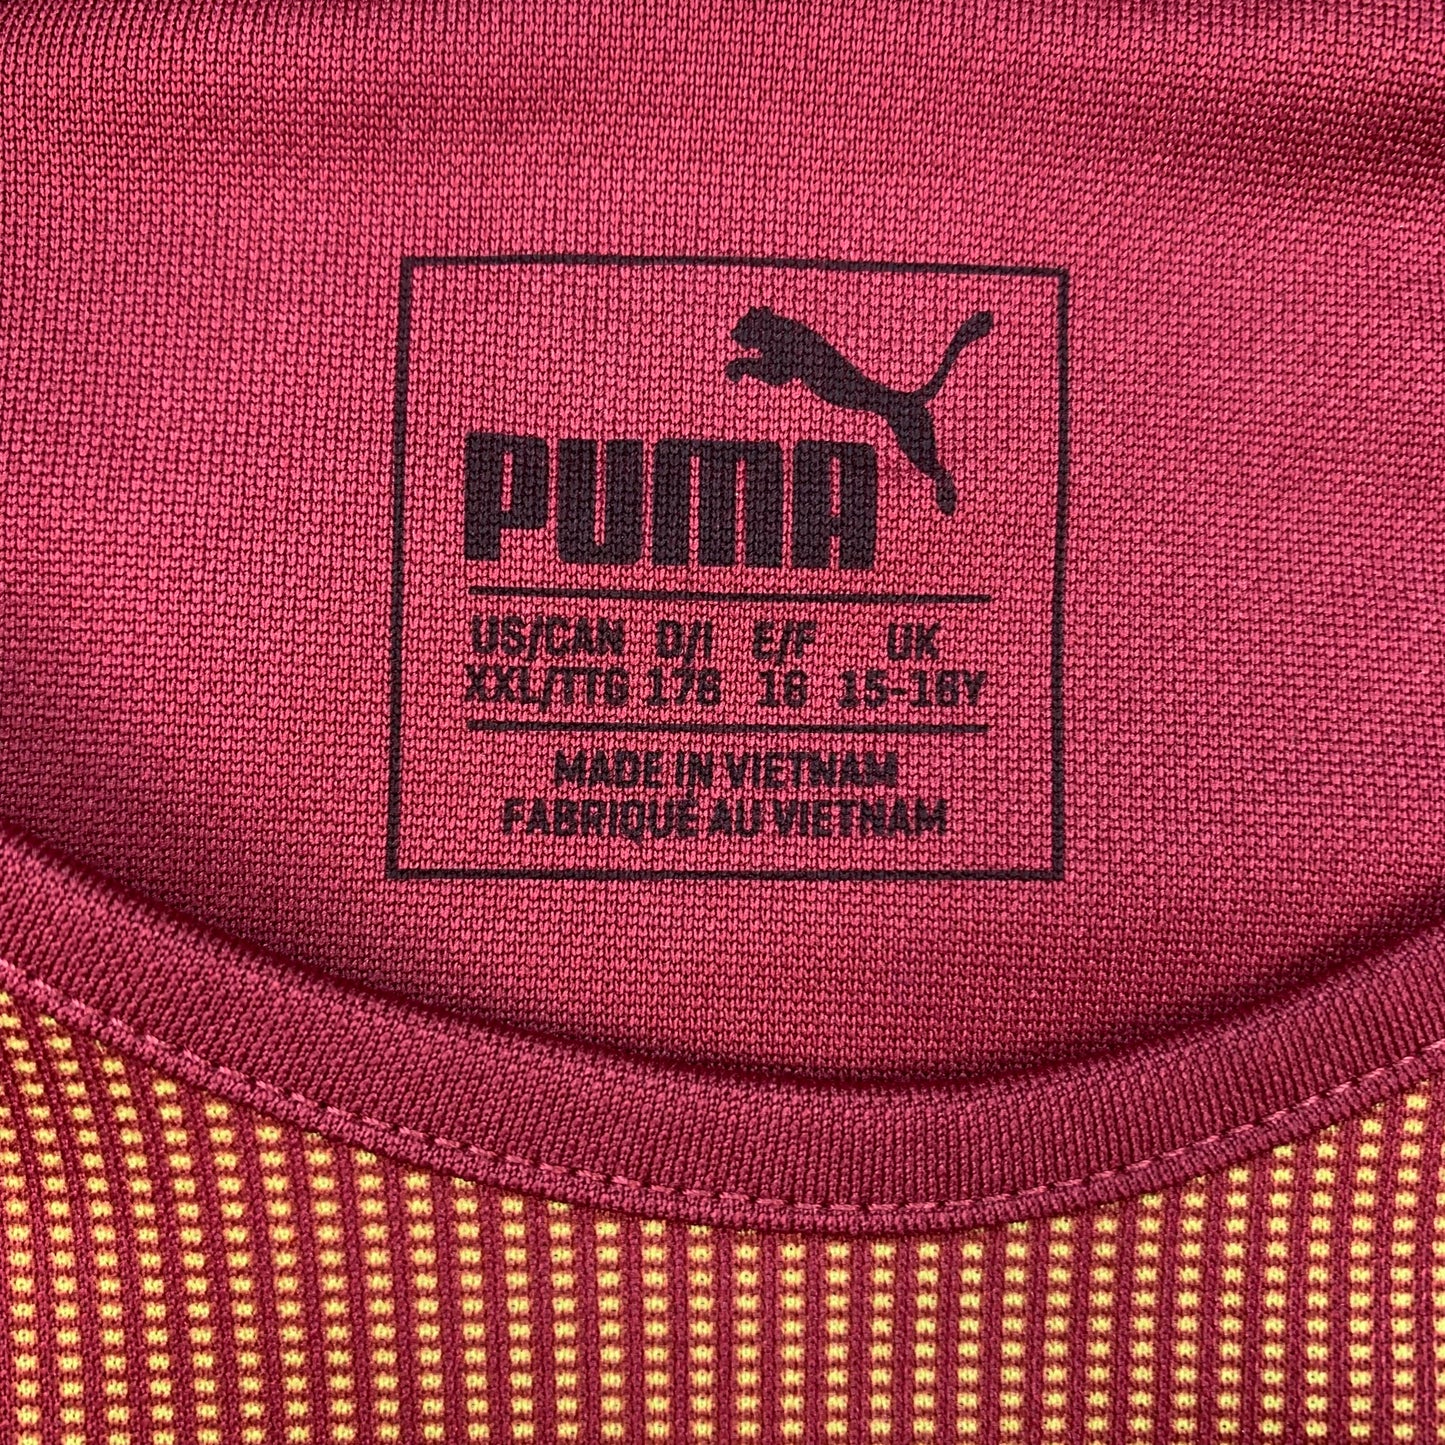 PUMA
US/CAN D/I E/F UK
XXL/TTG 176 16 15-16Y
MADE IN VIETNAM
FABRIQUÉ AU VIETNAM